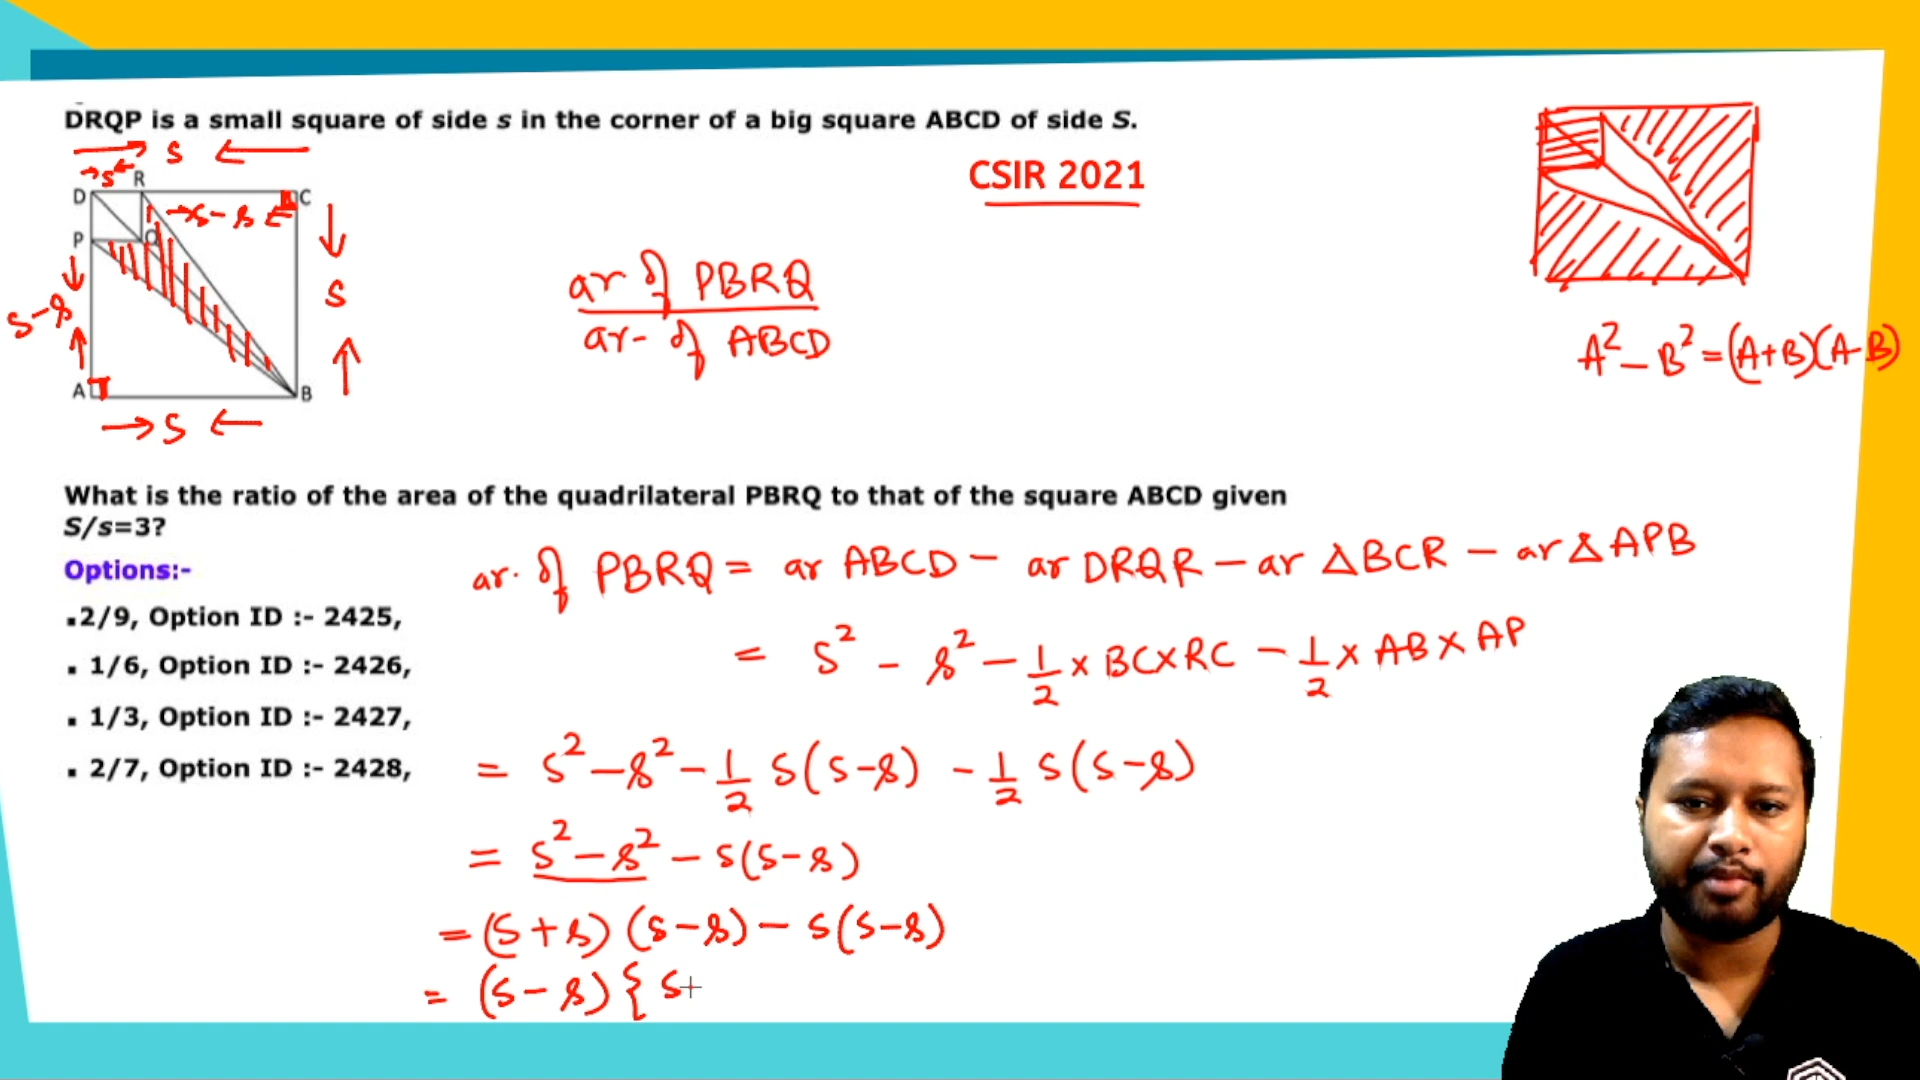 DRQP is a small square of side s in the corner of a big square ABCD of side S.
CSIR 2021
S
s
D R C
S-s
P Q
S-s
S
A B
S
ar of PBRQ
ar of ABCD
A² - B² = (A+B)(A-B)
What is the ratio of the area of the quadrilateral PBRQ to that of the square ABCD given
S/s=3?
Options:-
.2/9, Option ID :- 2425,
. 1/6, Option ID :- 2426,
. 1/3, Option ID :- 2427,
. 2/7, Option ID :- 2428,
ar. of PBRQ = ar ABCD - ar DRQR - ar △BCR - ar △APB
= S² - s² - 1/2 × BC×RC - 1/2 × AB×AP
= S² - s² - 1/2 S(S-s) - 1/2 S(S-s)
= S² - s² - S(S-s)
= (S+s)(S-s) - S(S-s)
= (S-s){ S+